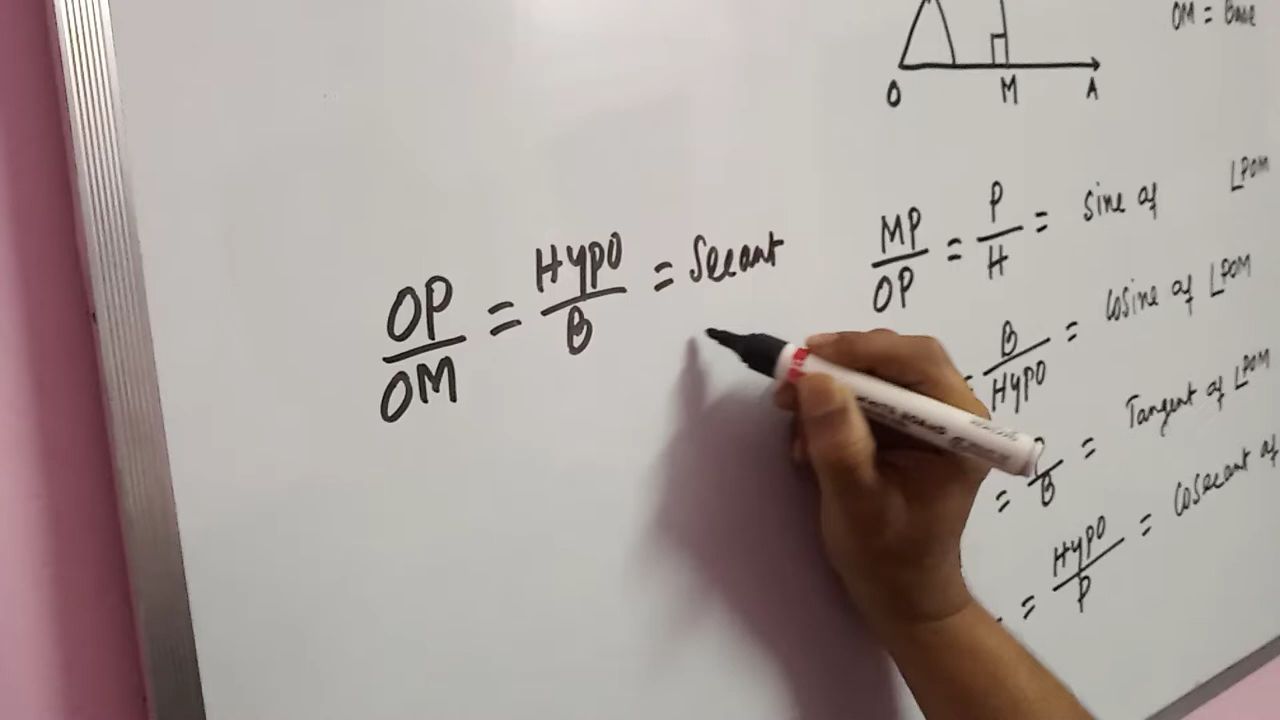 OM = Base
O M A
MP/OP = P/H = Sine of ∟POM
B/HYPO = Cosine of ∟POM
/B = Tangent of ∟POM
= HYPO/P = Cosecant of
OP/OM = HYPO/B = Secant